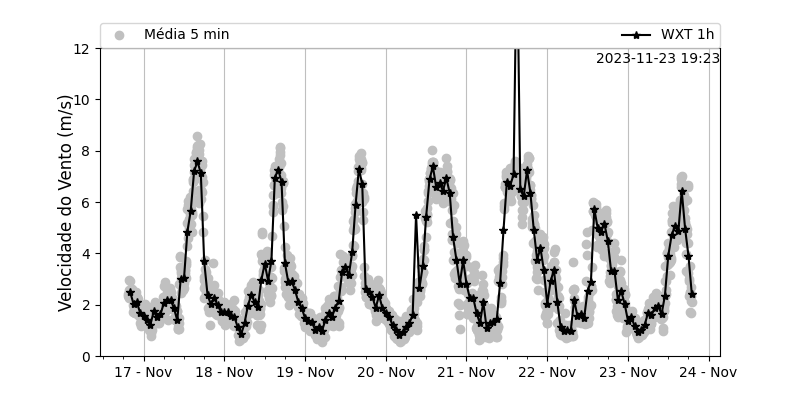 Média 5 min
WXT 1h
2023-11-23 19:23
Velocidade do Vento (m/s)
12
10
8
6
4
2
0
17 - Nov
18 - Nov
19 - Nov
20 - Nov
21 - Nov
22 - Nov
23 - Nov
24 - Nov